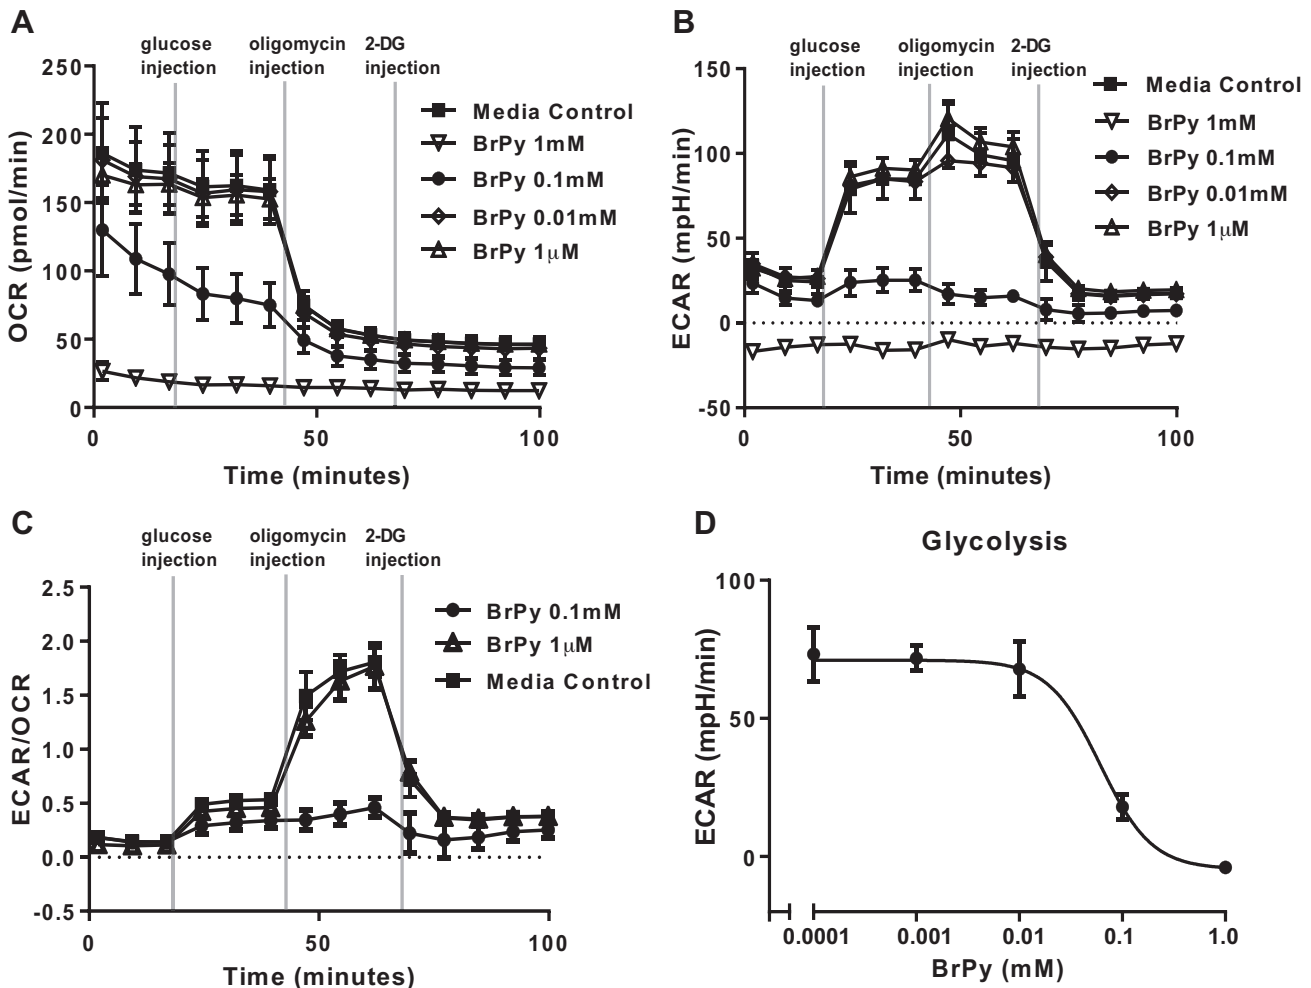 A
glucose injection
oligomycin injection
2-DG injection
250
200
150
100
50
0
OCR (pmol/min)
0
50
100
Time (minutes)
Media Control
BrPy 1mM
BrPy 0.1mM
BrPy 0.01mM
BrPy 1μM
B
glucose injection
oligomycin injection
2-DG injection
150
100
50
0
-50
ECAR (mpH/min)
0
50
100
Time (minutes)
Media Control
BrPy 1mM
BrPy 0.1mM
BrPy 0.01mM
BrPy 1μM
C
glucose injection
oligomycin injection
2-DG injection
2.5
2.0
1.5
1.0
0.5
0.0
-0.5
ECAR/OCR
0
50
100
Time (minutes)
BrPy 0.1mM
BrPy 1μM
Media Control
D
Glycolysis
100
50
0
ECAR (mpH/min)
0.0001
0.001
0.01
0.1
1.0
BrPy (mM)